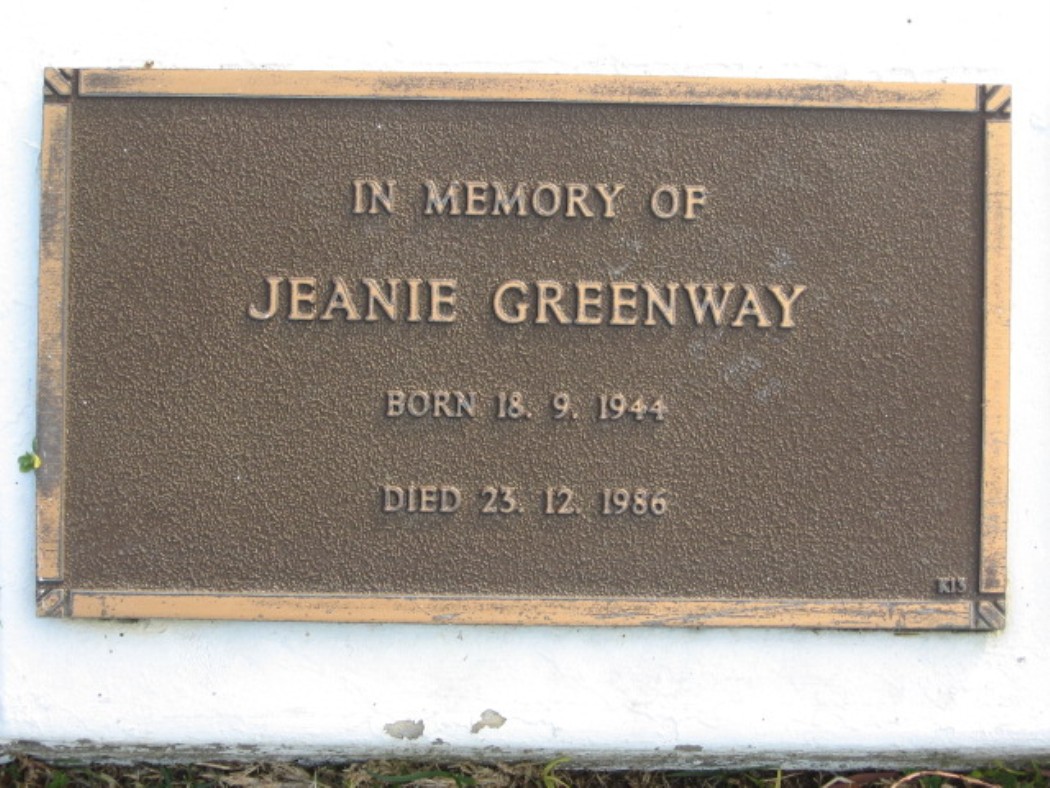 IN MEMORY OF
JEANIE GREENWAY
BORN 18. 9. 1944
DIED 23. 12. 1986
K13